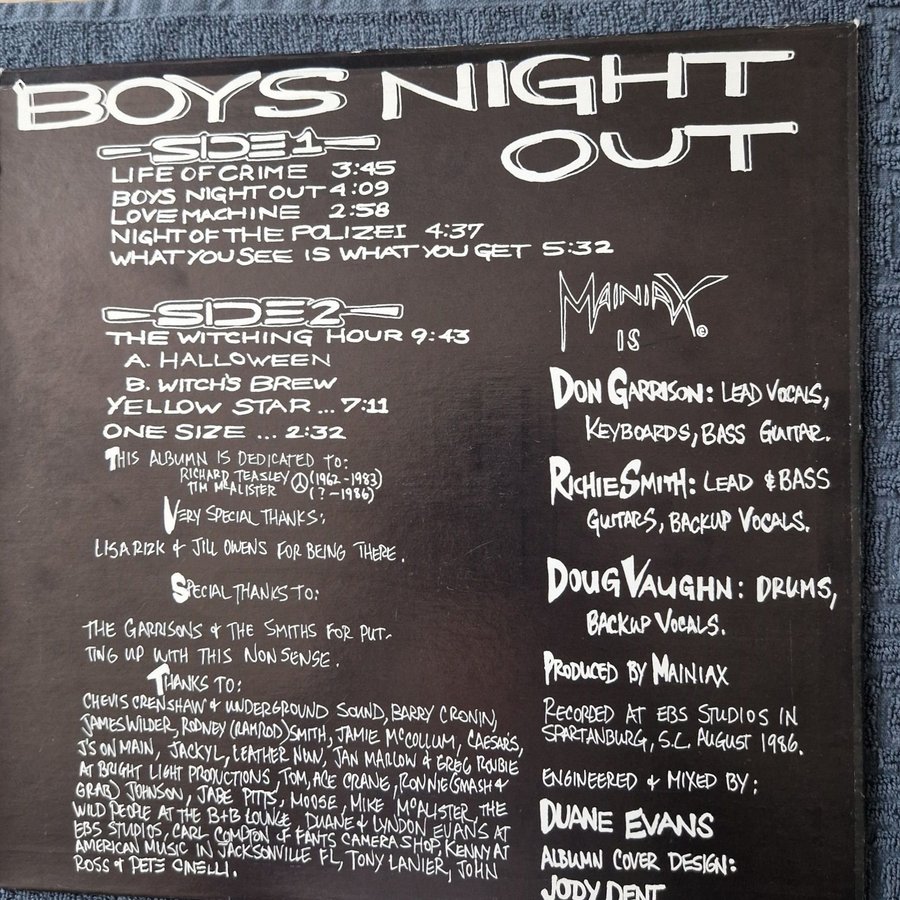 BOYS NIGHT
OUT
SIDE 1
LIFE OF CRIME 3:45
BOYS NIGHT OUT 4:09
LOVE MACHINE 2:58
NIGHT OF THE POLIZEI 4:37
WHAT YOU SEE IS WHAT YOU GET 5:32
SIDE 2
THE WITCHING HOUR 9:43
A. HALLOWEEN
B. WITCH'S BREW
YELLOW STAR ... 7:11
ONE SIZE ... 2:32
THIS ALBUMN IS DEDICATED TO:
RICHARD TEASLEY (1962-1983)
TIM MCALISTER (?-1986)
VERY SPECIAL THANKS:
LISA RIZK & JILL OWENS FOR BEING THERE.
SPECIAL THANKS TO:
THE GARRISONS & THE SMITHS FOR PUT-
TING UP WITH THIS NONSENSE.
THANKS TO:
CHEVIS CRENSHAW & UNDERGROUND SOUND, BARRY CRONIN,
JAMES WILDER, RODNEY (RAMROD) SMITH, JAMIE MCCOLLUM, CAESAR'S,
J'S ON MAIN, JACKYL, LEATHER NUN, JAN MARLOW & GREG ROUBIE
AT BRIGHT LIGHT PRODUCTIONS, TOM, ACE CRANE, RONNIE (SMASH &
GRAB) JOHNSON, JABE PITTS, MOOSE, MIKE MCALISTER, THE
WILD PEOPLE AT THE B+B LOUNGE, DUANE & LYNDON EVANS AT
EBS STUDIOS, CARL COMPTON OF FANTS CAMERA SHOP, KENNY AT
AMERICAN MUSIC IN JACKSONVILLE FL, TONY LANIER, JOHN
ROSS & PETE CINELLI.
MAINIAX ©
IS
DON GARRISON: LEAD VOCALS,
KEYBOARDS, BASS GUITAR.
RICHIE SMITH: LEAD & BASS
GUITARS, BACKUP VOCALS.
DOUG VAUGHN: DRUMS,
BACKUP VOCALS.
PRODUCED BY MAINIAX
RECORDED AT EBS STUDIOS IN
SPARTANBURG, S.C. AUGUST 1986.
ENGINEERED & MIXED BY:
DUANE EVANS
ALBUMN COVER DESIGN:
JODY DENT